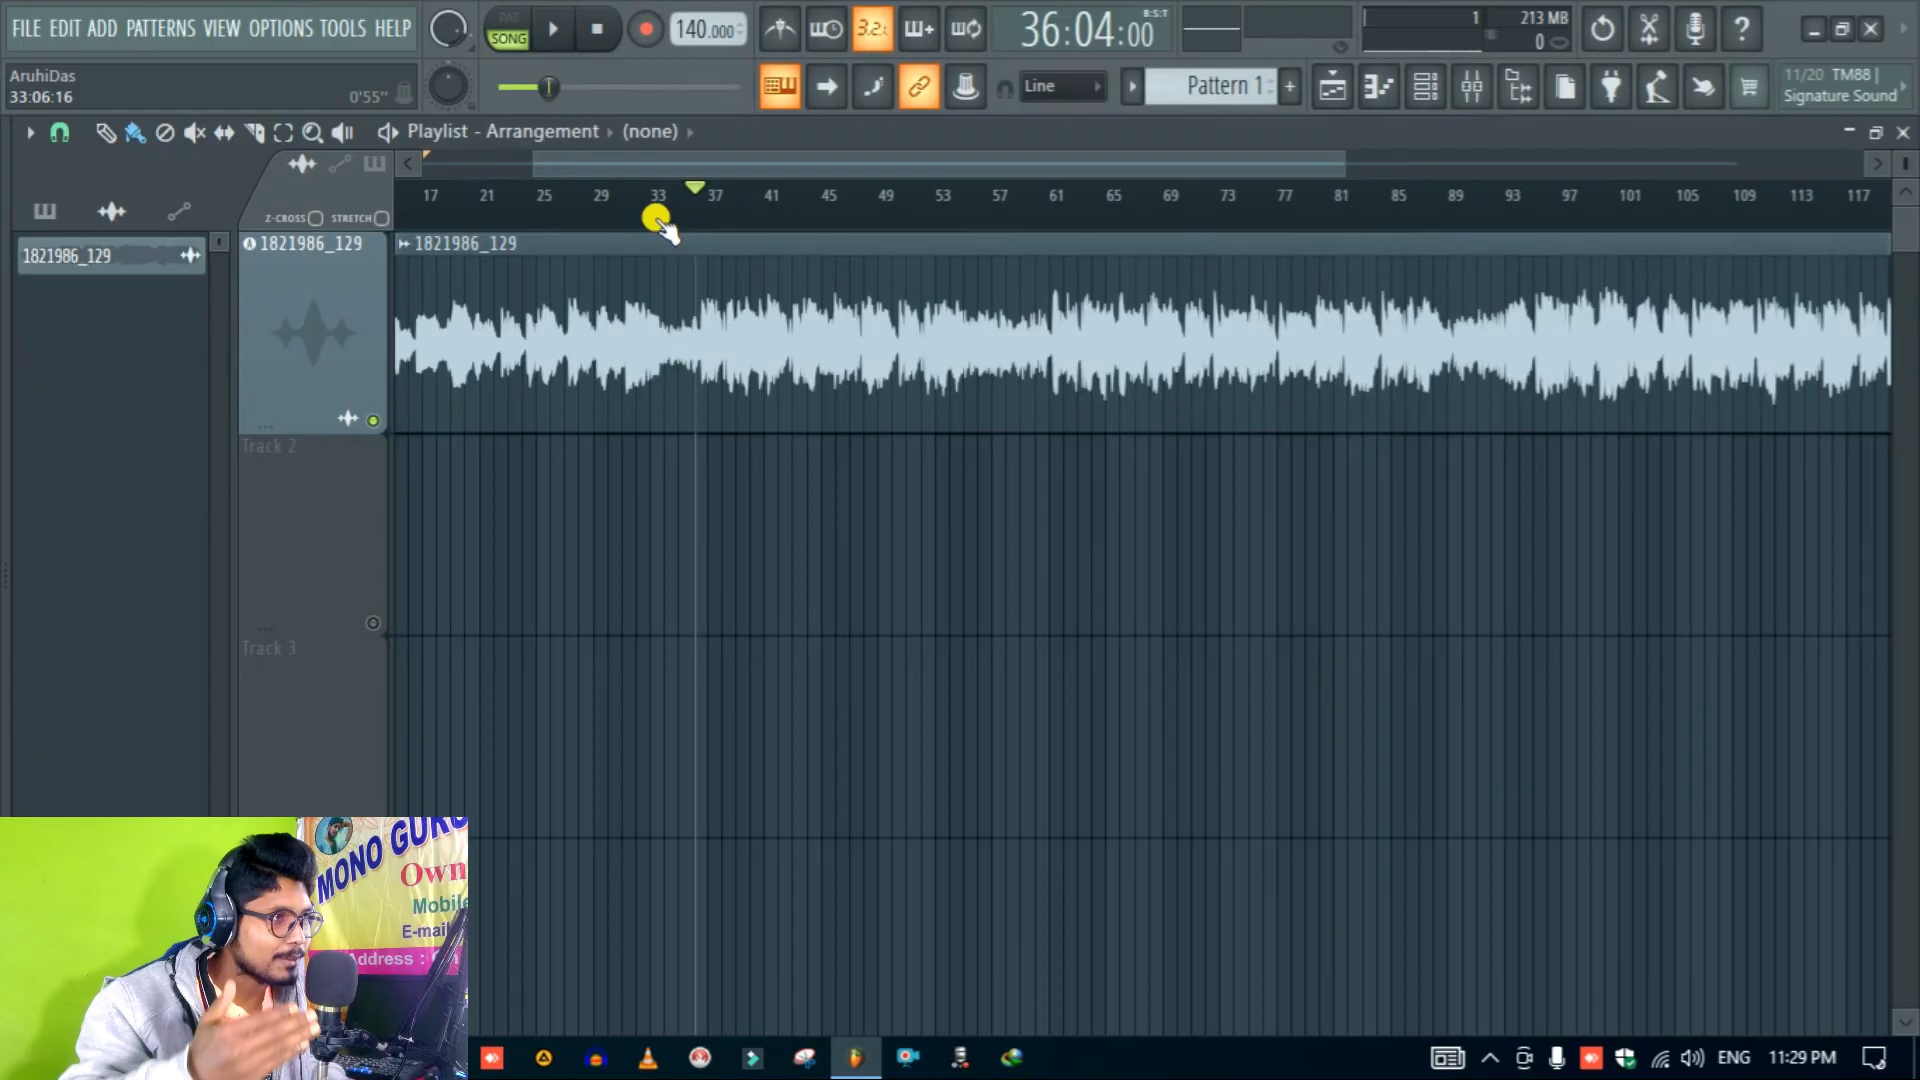 FILE EDIT ADD PATTERNS VIEW OPTIONS TOOLS HELP
PAT
SONG
140.000
3.2.
36:04:00
B:S:T
1
213 MB
0
AruhiDas
33:06:16
0'55"
Line
Pattern 1
+
11/20 TM88 |
Signature Sound
Playlist - Arrangement (none)
17 21 25 29 33 37 41 45 49 53 57 61 65 69 73 77 81 85 89 93 97 101 105 109 113 117
Z-CROSS STRETCH
1821986_129
1821986_129
1821986_129
Track 2
Track 3
MONO GURU
Own
Mobile
E-mail
Address :
ENG
11:29 PM